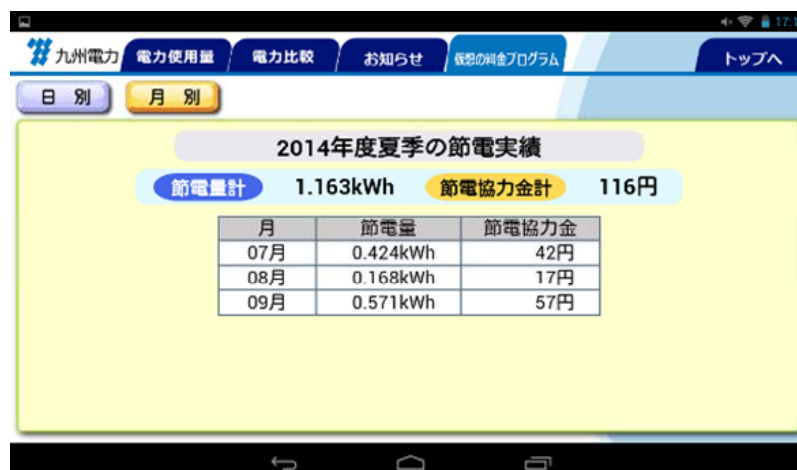 17:1
九州電力 電力使用量 電力比較 お知らせ 仮想の料金プログラム トップへ
日 別 月 別
2014年度夏季の節電実績
節電量計 1.163kWh 節電協力金計 116円
月 節電量 節電協力金
07月 0.424kWh 42円
08月 0.168kWh 17円
09月 0.571kWh 57円